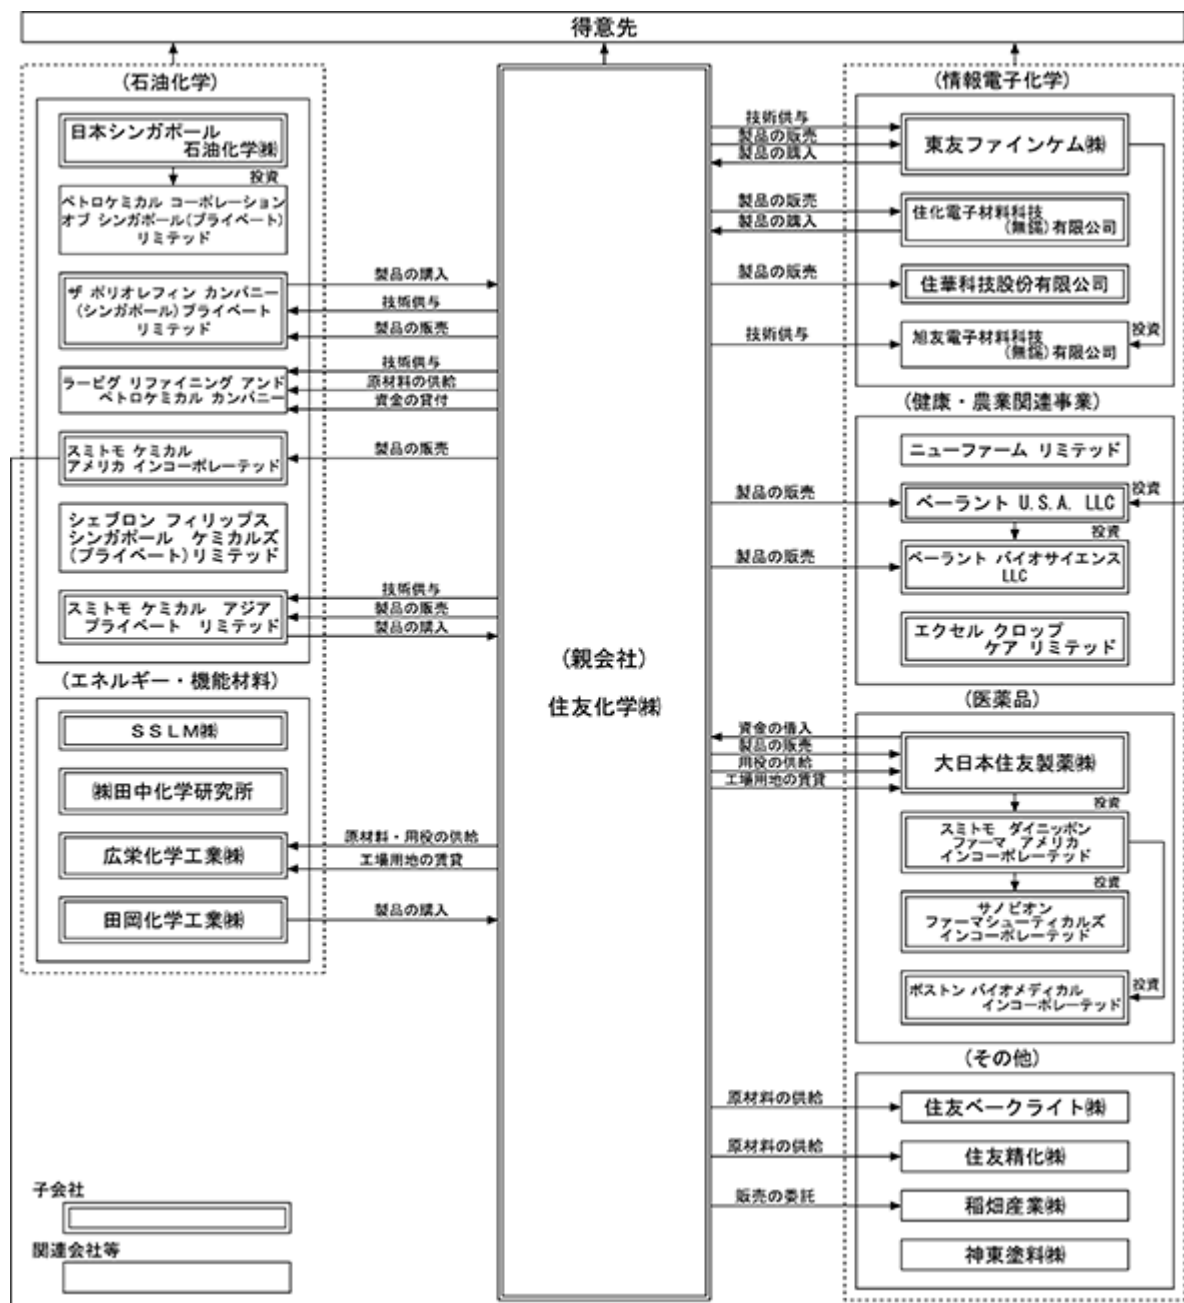 得意先
(石油化学)
日本シンガポール
石油化学㈱
投資
ペトロケミカル コーポレーション
オブ シンガポール(プライベート)
リミテッド
ザ ポリオレフィン カンパニー
(シンガポール)プライベート
リミテッド
製品の購入
技術供与
製品の販売
ラービグ リファイニング アンド
ペトロケミカル カンパニー
技術供与
原材料の供給
資金の貸付
スミトモ ケミカル
アメリカ インコーポレーテッド
製品の販売
シェブロン フィリップス
シンガポール ケミカルズ
(プライベート)リミテッド
スミトモ ケミカル アジア
プライベート リミテッド
技術供与
製品の販売
製品の購入
(エネルギー・機能材料)
SSLM㈱
㈱田中化学研究所
広栄化学工業㈱
原材料・用役の供給
工場用地の賃貸
田岡化学工業㈱
製品の購入
子会社
関連会社等
(親会社)
住友化学㈱
(情報電子化学)
技術供与
製品の販売
製品の購入
東友ファインケム㈱
製品の販売
製品の購入
住化電子材料科技
(無錫)有限公司
製品の販売
住華科技股份有限公司
技術供与
旭友電子材料科技
(無錫)有限公司
投資
(健康・農業関連事業)
ニューファーム リミテッド
製品の販売
ベーラント U.S.A. LLC
投資
投資
製品の販売
ベーラント バイオサイエンス
LLC
エクセル クロップ
ケア リミテッド
(医薬品)
資金の借入
製品の販売
用役の供給
工場用地の賃貸
大日本住友製薬㈱
投資
スミトモ ダイニッポン
ファーマ アメリカ
インコーポレーテッド
投資
サノビオン
ファーマシューティカルズ
インコーポレーテッド
ボストン バイオメディカル
インコーポレーテッド
投資
(その他)
原材料の供給
住友ベークライト㈱
原材料の供給
住友精化㈱
販売の委託
稲畑産業㈱
神東塗料㈱